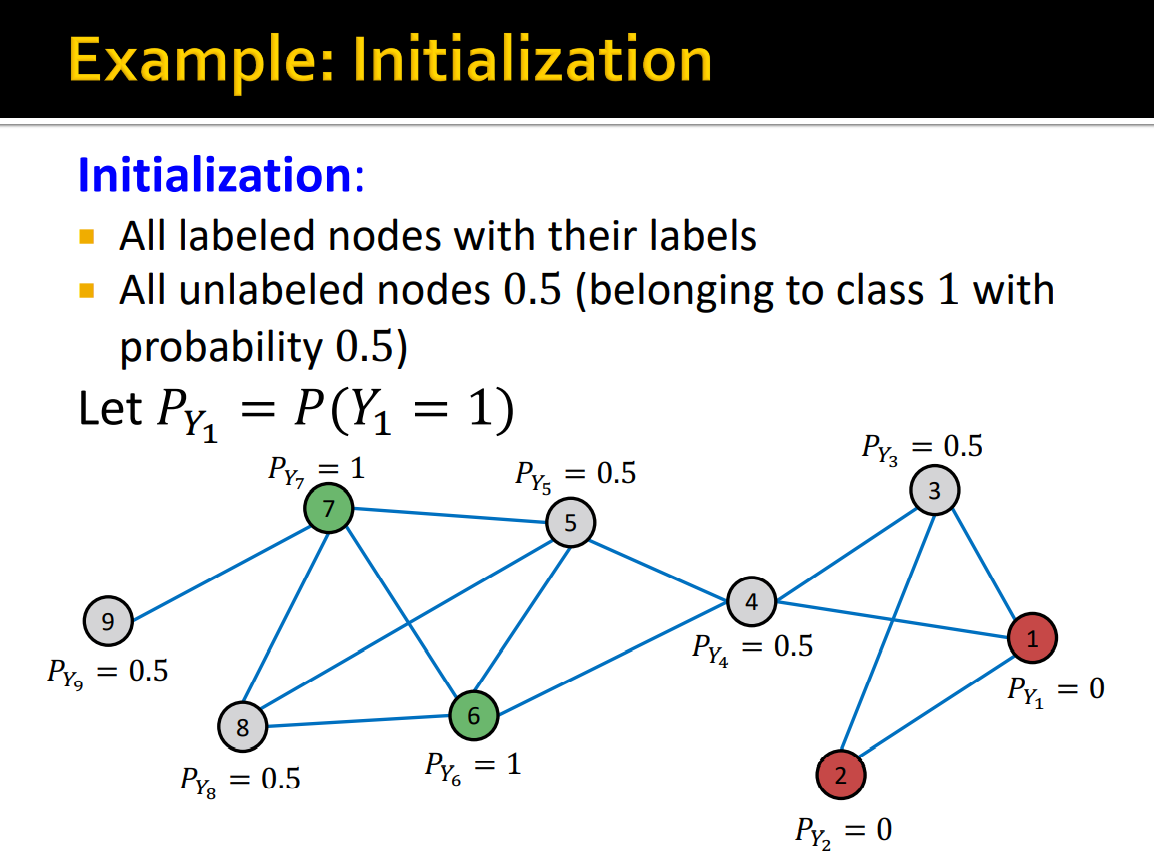 Example: Initialization
Initialization:
▪ All labeled nodes with their labels
▪ All unlabeled nodes 0.5 (belonging to class 1 with
probability 0.5)
Let P_{Y_1} = P(Y_1 = 1)
P_{Y_3} = 0.5
P_{Y_7} = 1
P_{Y_5} = 0.5
3
7
5
4
9
1
P_{Y_4} = 0.5
P_{Y_9} = 0.5
P_{Y_1} = 0
6
8
P_{Y_6} = 1
2
P_{Y_8} = 0.5
P_{Y_2} = 0